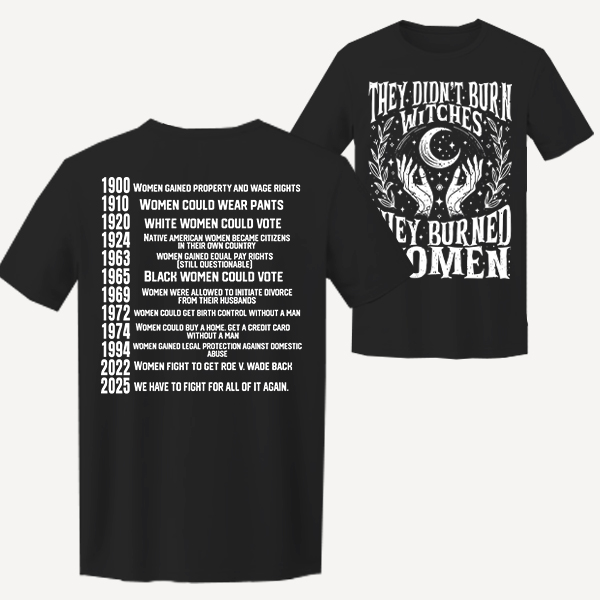 1900 WOMEN GAINED PROPERTY AND WAGE RIGHTS
1910 WOMEN COULD WEAR PANTS
1920 WHITE WOMEN COULD VOTE
1924 NATIVE AMERICAN WOMEN BECAME CITIZENS
IN THEIR OWN COUNTRY
1963 WOMEN GAINED EQUAL PAY RIGHTS
(STILL QUESTIONABLE)
1965 BLACK WOMEN COULD VOTE
1969 WOMEN WERE ALLOWED TO INITIATE DIVORCE
FROM THEIR HUSBANDS
1972 WOMEN COULD GET BIRTH CONTROL WITHOUT A MAN
1974 WOMEN COULD BUY A HOME, GET A CREDIT CARD
WITHOUT A MAN
1994 WOMEN GAINED LEGAL PROTECTION AGAINST DOMESTIC
ABUSE
2022 WOMEN FIGHT TO GET ROE V. WADE BACK
2025 WE HAVE TO FIGHT FOR ALL OF IT AGAIN.
THEY DIDN'T BURN
WITCHES
HEY BURNED
OMEN